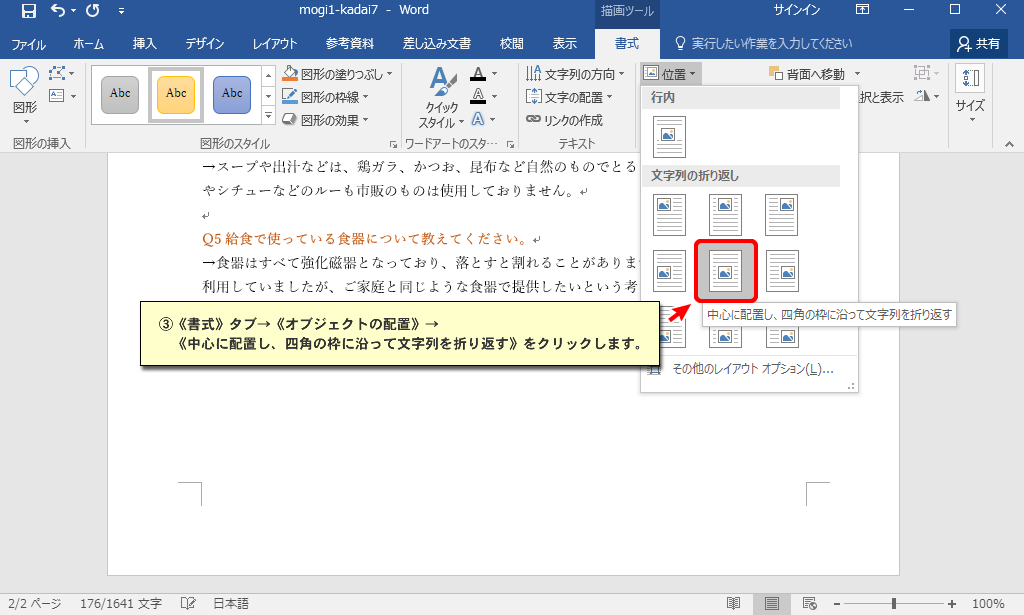 mogi1-kadai7 - Word
描画ツール
サインイン
ファイル ホーム 挿入 デザイン レイアウト 参考資料 差し込み文書 校閲 表示 書式 実行したい作業を入力してください 共有
図形
図形の挿入
Abc Abc Abc
図形の塗りつぶし
図形の枠線
図形の効果
図形のスタイル
クイック
スタイル
A
A
A
ワードアートのスタ…
文字列の方向
文字の配置
リンクの作成
テキスト
位置
背面へ移動
択と表示
サイズ
行内
文字列の折り返し
中心に配置し、四角の枠に沿って文字列を折り返す
その他のレイアウト オプション(L)...
→スープや出汁などは、鶏ガラ、かつお、昆布など自然のものでとる
やシチューなどのルーも市販のものは使用しておりません。
Q5 給食で使っている食器について教えてください。
→食器はすべて強化磁器となっており、落とすと割れることがありま
利用していましたが、ご家庭と同じような食器で提供したいという考
③《書式》タブ→《オブジェクトの配置》→
《中心に配置し、四角の枠に沿って文字列を折り返す》をクリックします。
2/2 ページ 176/1641 文字 日本語 100%